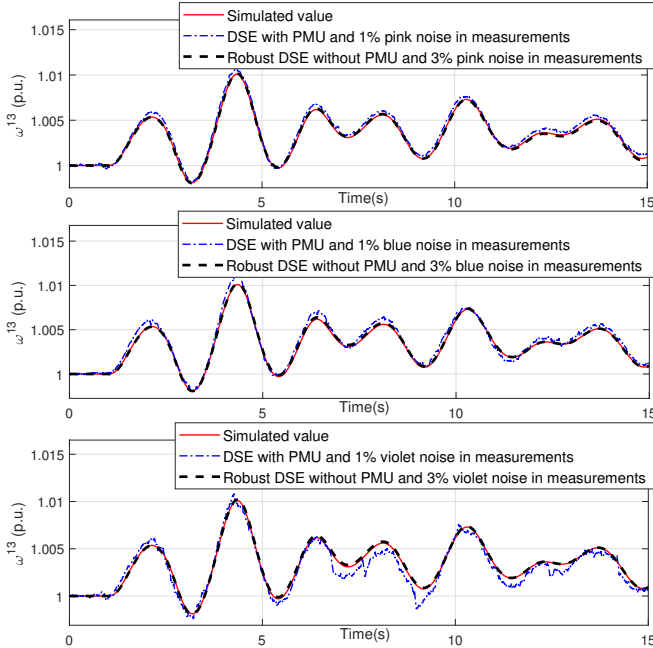 Simulated value
DSE with PMU and 1% pink noise in measurements
Robust DSE without PMU and 3% pink noise in measurements
1.015
1.01
1.005
1
ω¹³ (p.u.)
0 5 10 15
Time(s)
Simulated value
DSE with PMU and 1% blue noise in measurements
Robust DSE without PMU and 3% blue noise in measurements
1.015
1.01
1.005
1
ω¹³ (p.u.)
0 5 10 15
Time(s)
Simulated value
DSE with PMU and 1% violet noise in measurements
Robust DSE without PMU and 3% violet noise in measurements
1.015
1.01
1.005
1
ω¹³ (p.u.)
0 5 10 15
Time(s)